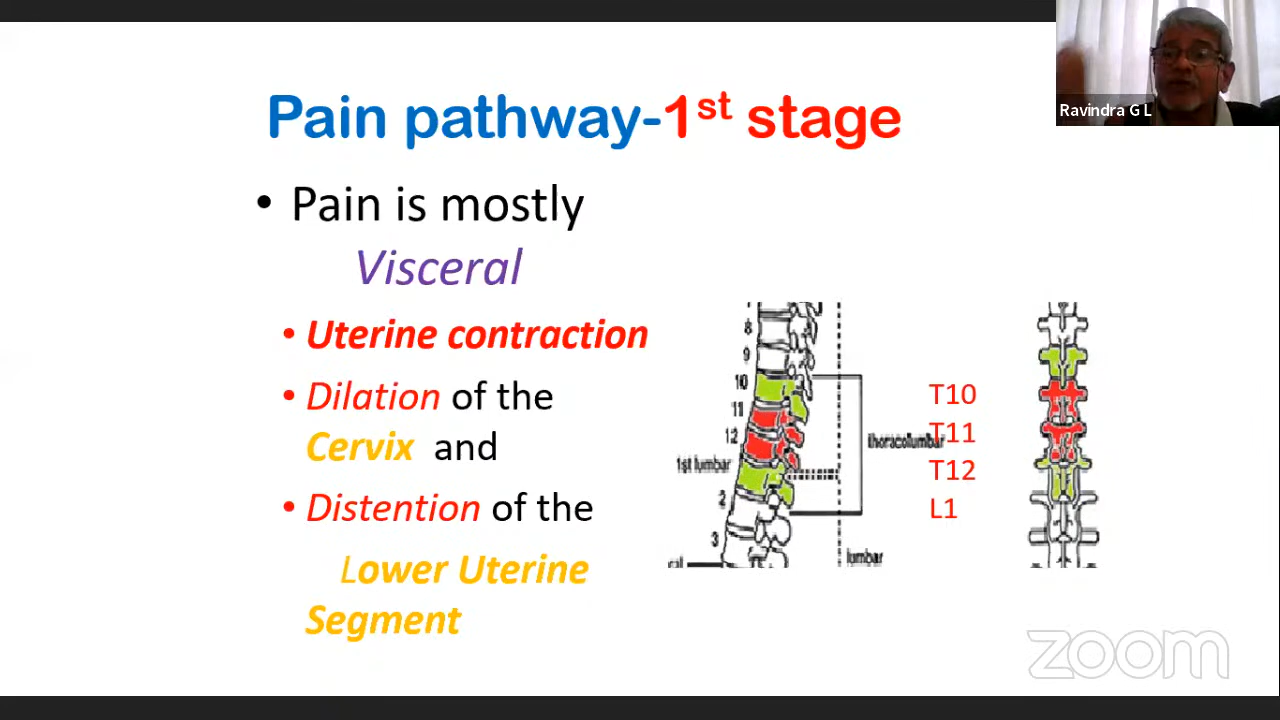 Ravindra G L
Pain pathway-1st stage
• Pain is mostly
Visceral
• Uterine contraction
• Dilation of the
Cervix and
• Distention of the
Lower Uterine
Segment
8
9
10
11
12
1st lumbar
2
3
thoracolumbar
lumbar
T10
T11
T12
L1
zoom